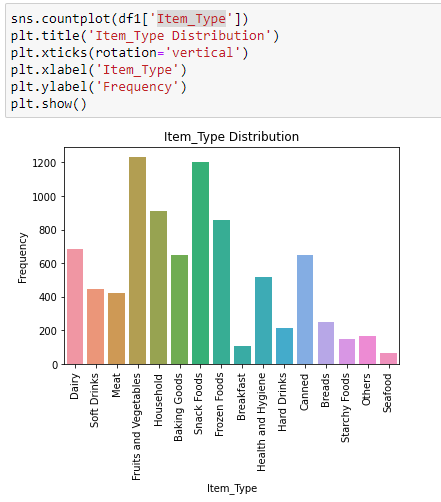 sns.countplot(df1['Item_Type'])
plt.title('Item_Type Distribution')
plt.xticks(rotation='vertical')
plt.xlabel('Item_Type')
plt.ylabel('Frequency')
plt.show()
Item_Type Distribution
1200
1000
800
600
400
200
0
Frequency
Dairy
Soft Drinks
Meat
Fruits and Vegetables
Household
Baking Goods
Snack Foods
Frozen Foods
Breakfast
Health and Hygiene
Hard Drinks
Canned
Breads
Starchy Foods
Others
Seafood
Item_Type